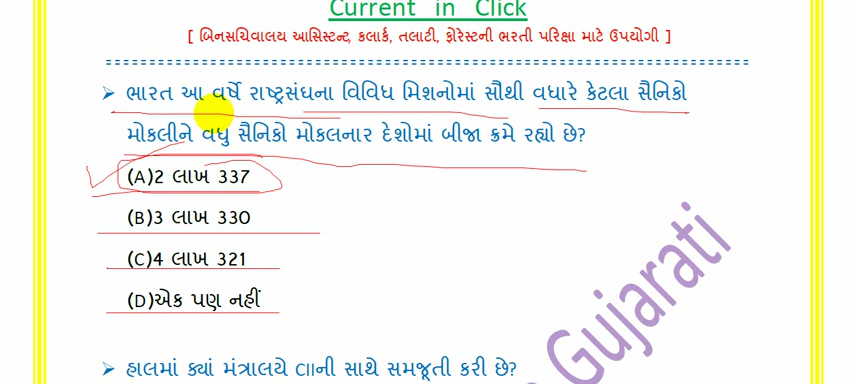 Current in Click
[ બિનસચિવાલય આસિસ્ટન્ટ, કલાર્ક, તલાટી, ફોરેસ્ટની ભરતી પરિક્ષા માટે ઉપયોગી ]
➢ ભારત આ વર્ષે રાષ્ટ્રસંઘના વિવિધ મિશનોમાં સૌથી વધારે કેટલા સૈનિકો
મોકલીને વધુ સૈનિકો મોકલનાર દેશોમાં બીજા ક્રમે રહ્યો છે?
(A)2 લાખ 337
(B)3 લાખ 330
(C)4 લાખ 321
(D)એક પણ નહીં
➢ હાલમાં ક્યાં મંત્રાલયે CIIની સાથે સમજૂતી કરી છે?
Gujarati